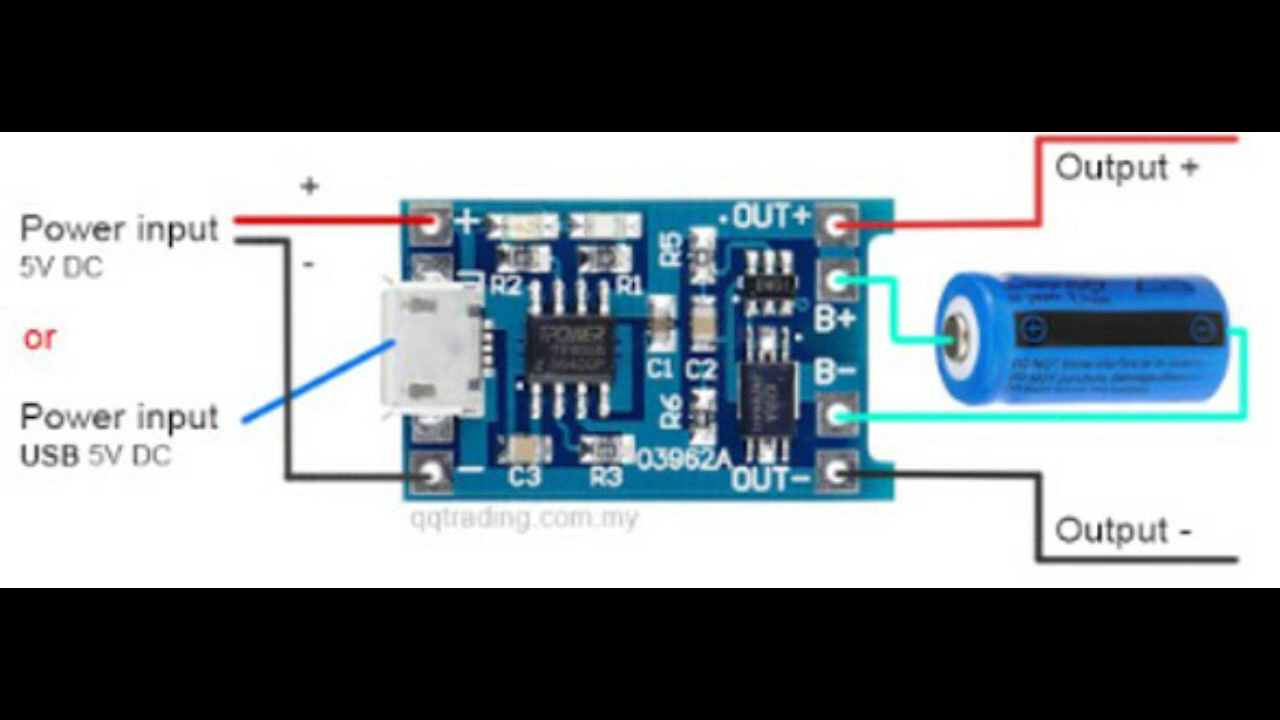 +
Power input
5V DC
-
or
Power input
USB 5V DC
+
R2
R1
R5
C1
C2
R6
C3
R3
-
03962A
OUT+
B+
B-
OUT-
POWER
Output +
Output -
qqtrading.com.my